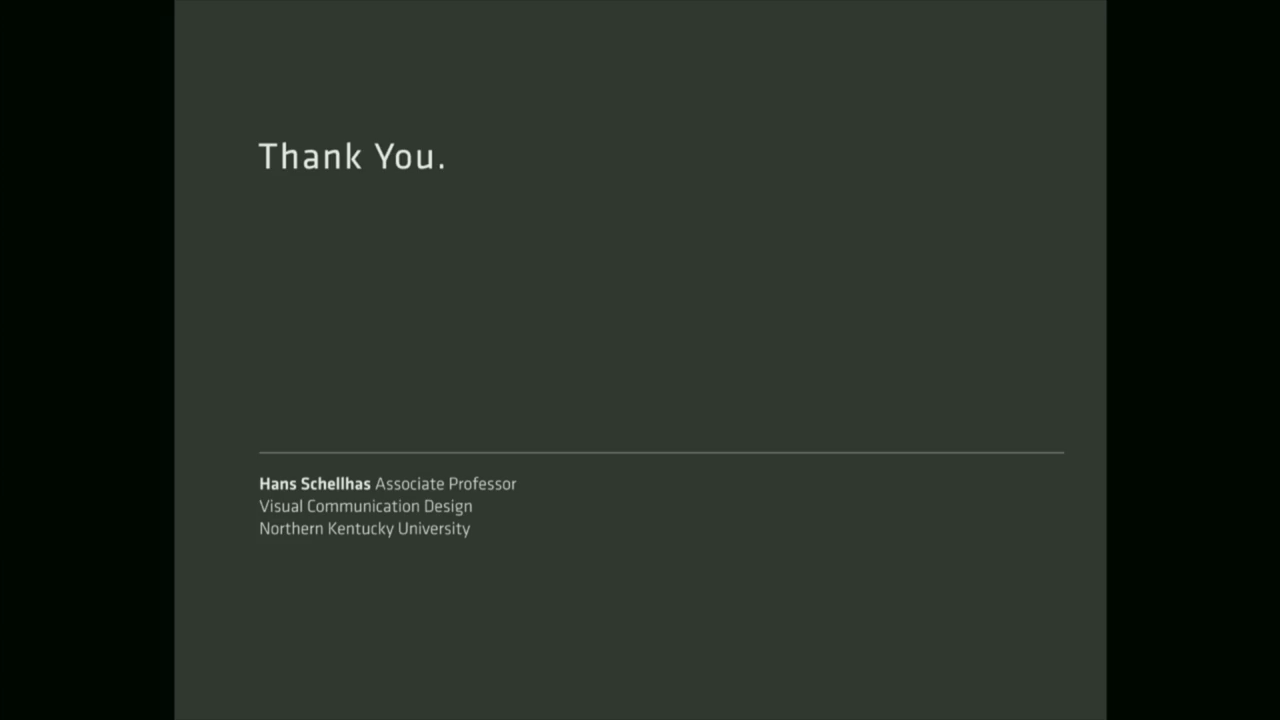 Thank You.
Hans Schellhas Associate Professor
Visual Communication Design
Northern Kentucky University